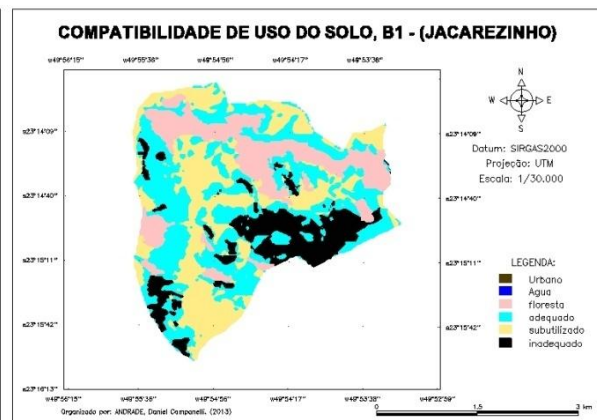 COMPATIBILIDADE DE USO DO SOLO, B1 - (JACAREZINHO)
w49°56'15" w49°55'36" w49°54'56" w49°54'17" w49°53'38"
N
W E
S
s23°14'09" s23°14'09"
Datum: SIRGAS2000
Projeção: UTM
Escala: 1/30.000
s23°14'40" s23°14'40"
s23°15'11" s23°15'11"
LEGENDA:
Urbano
Agua
floresta
adequado
subutilizado
inadequado
s23°15'42" s23°15'42"
s23°16'13"
w49°56'15" w49°55'36" w49°54'56" w49°54'17" w49°53'38" w49°52'59"
Organizado por: ANDRADE, Daniel Campanelli. (2013)
0 1.5 3 km